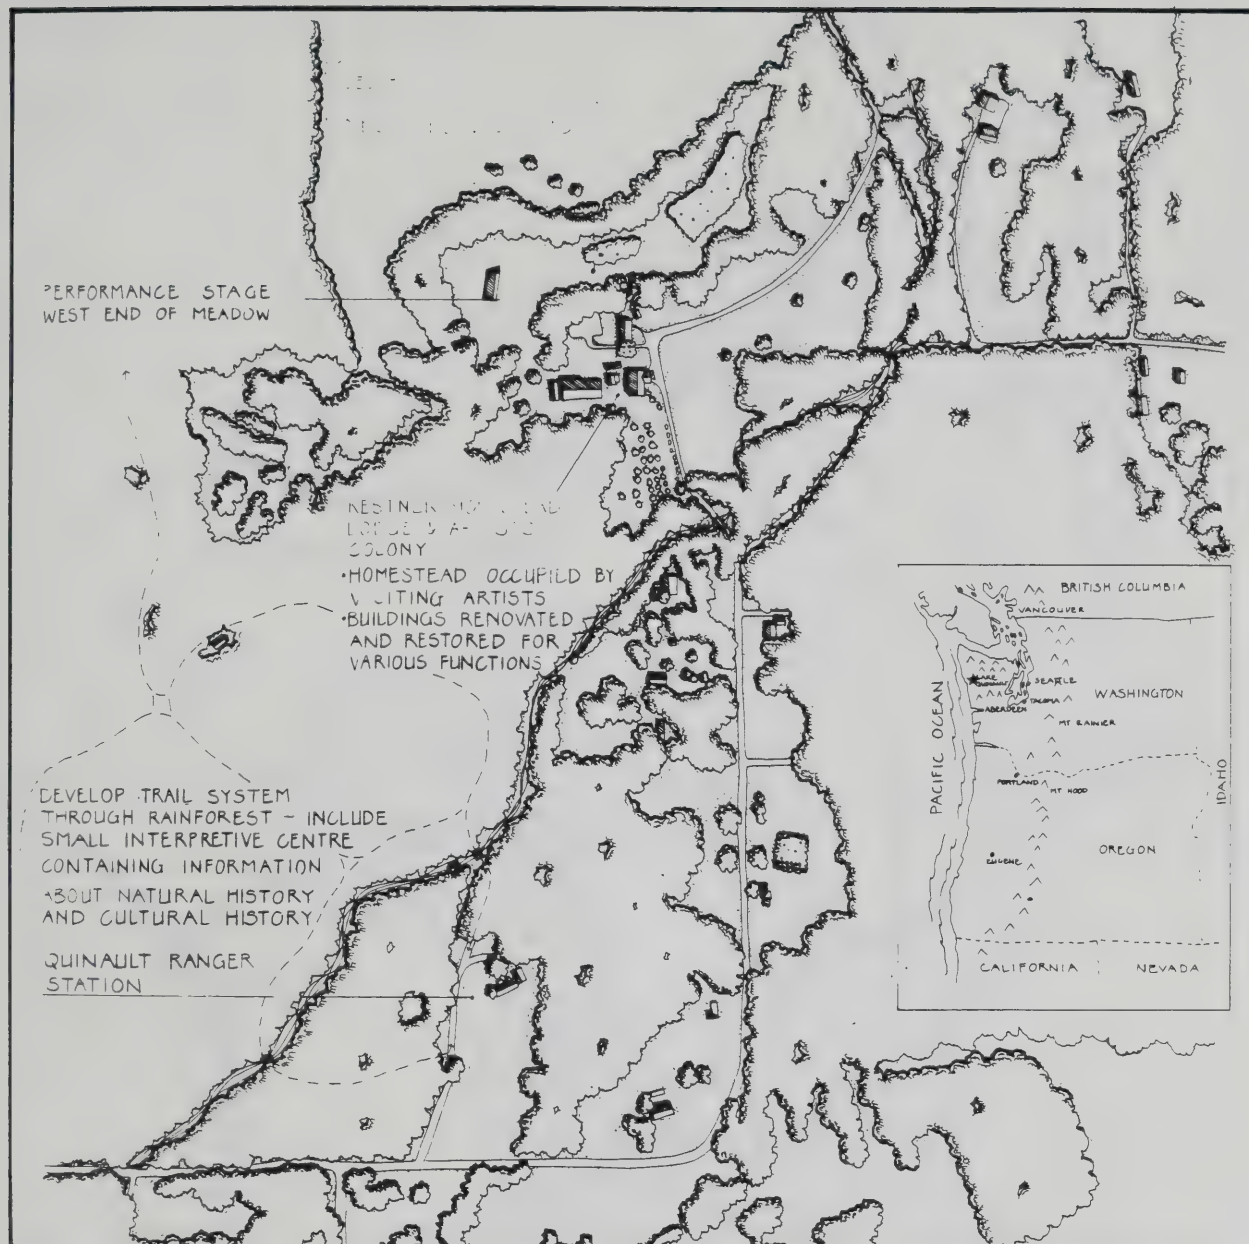 PERFORMANCE STAGE
WEST END OF MEADOW
COLONY
•HOMESTEAD OCCUPIED BY
ARTISTS
•BUILDINGS RENOVATED
AND RESTORED FOR
VARIOUS FUNCTIONS
DEVELOP TRAIL SYSTEM
THROUGH RAINFOREST - INCLUDE
SMALL INTERPRETIVE CENTRE
CONTAINING INFORMATION
ABOUT NATURAL HISTORY
AND CULTURAL HISTORY
QUINAULT RANGER
STATION
BRITISH COLUMBIA
VANCOUVER
PACIFIC OCEAN
LAKE
SEATTLE
TACOMA
ABERDEEN
WASHINGTON
MT RAINIER
PORTLAND
MT HOOD
IDAHO
EUGENE
OREGON
CALIFORNIA
NEVADA